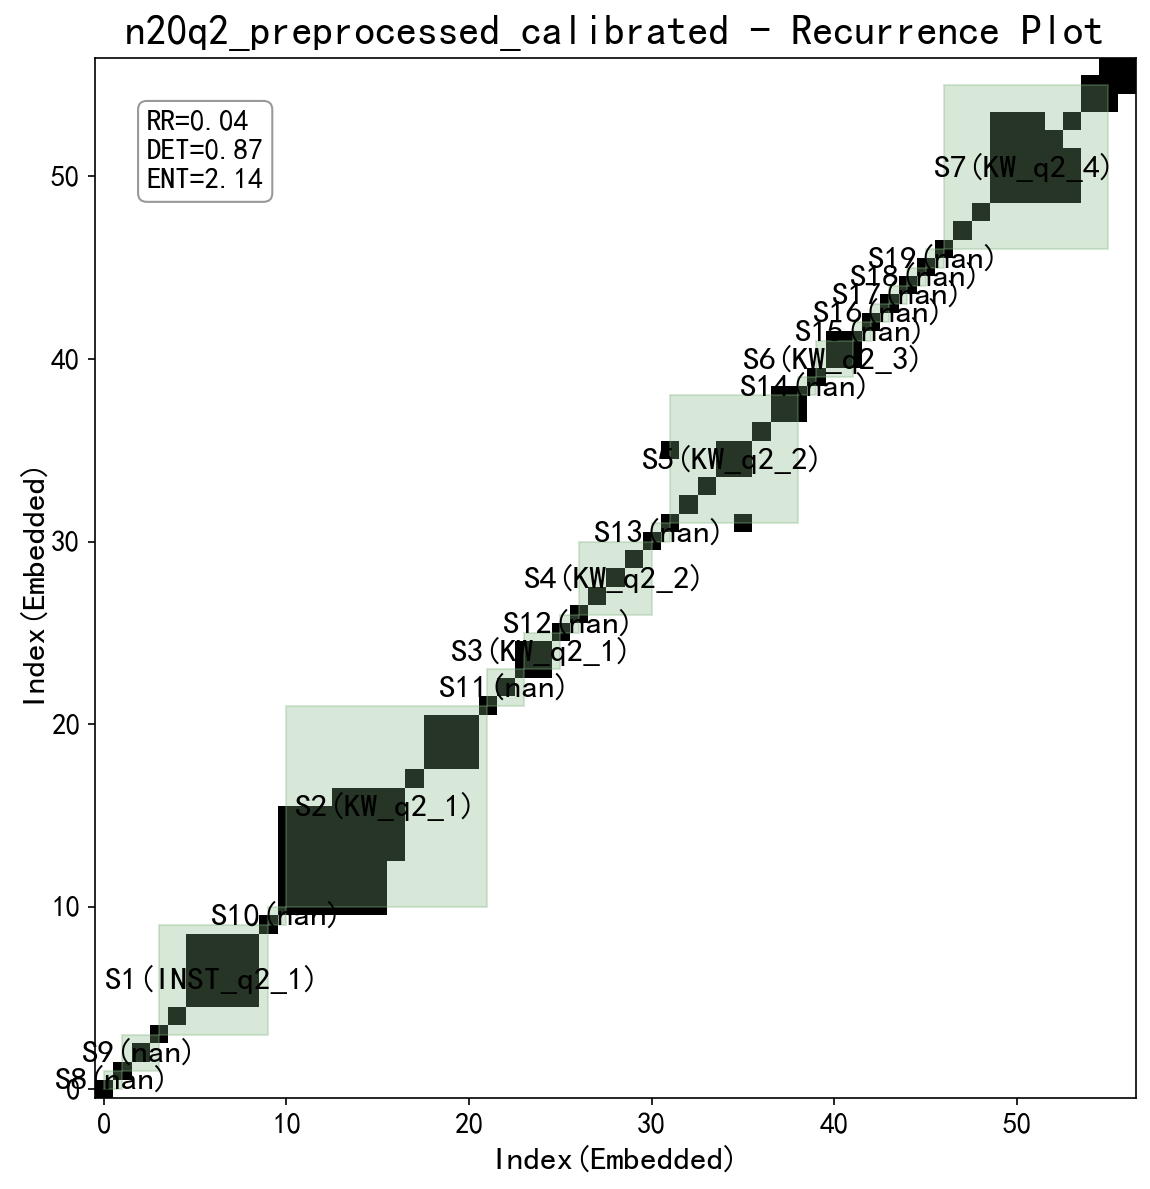 n20q2_preprocessed_calibrated - Recurrence Plot
RR=0.04
DET=0.87
ENT=2.14
S7(KW_q2_4)
S19(nan)
S18(nan)
S17(nan)
S16(nan)
S15(nan)
S6(KW_q2_3)
S14(nan)
S5(KW_q2_2)
S13(nan)
S4(KW_q2_2)
S12(nan)
S3(KW_q2_1)
S11(nan)
S2(KW_q2_1)
S10(nan)
S1(INST_q2_1)
S9(nan)
S8(nan)
50
40
30
20
10
0
Index(Embedded)
0 10 20 30 40 50
Index(Embedded)